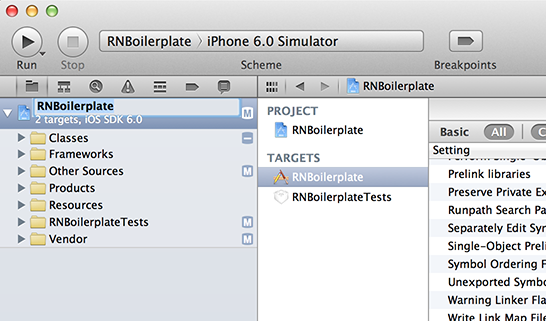 RNBoilerplate > iPhone 6.0 Simulator
Run Stop Scheme Breakpoints
RNBoilerplate
RNBoilerplate
2 targets, iOS SDK 6.0
M
Classes
Frameworks
Other Sources M
Products
Resources
RNBoilerplateTests M
Vendor M
PROJECT
RNBoilerplate
TARGETS
RNBoilerplate
RNBoilerplateTests
Basic All
Setting
Prelink libraries
Preserve Private Ex
Runpath Search Pa
Separately Edit Sym
Single-Object Preli
Symbol Ordering F
Unexported Symbo
Warning Linker Flag
Write Link Map File